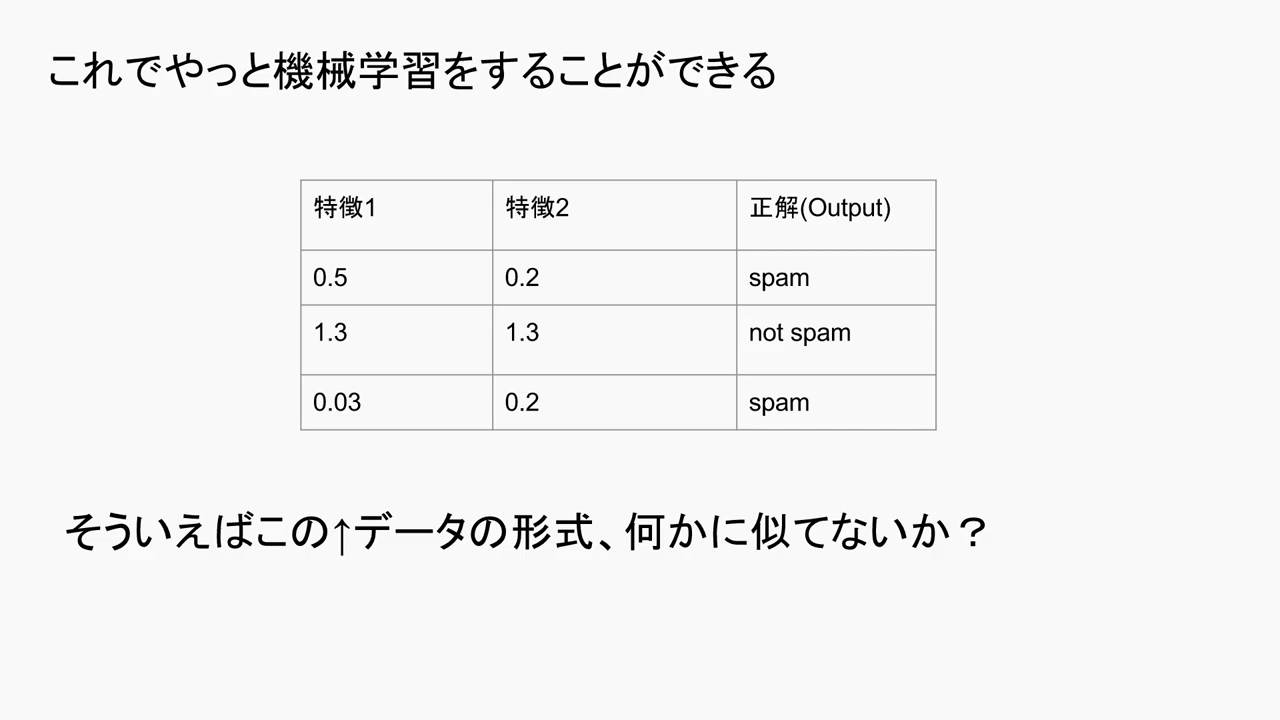 これでやっと機械学習をすることができる
特徴1 特徴2 正解(Output)
0.5 0.2 spam
1.3 1.3 not spam
0.03 0.2 spam
そういえばこの↑データの形式、何かに似てないか？